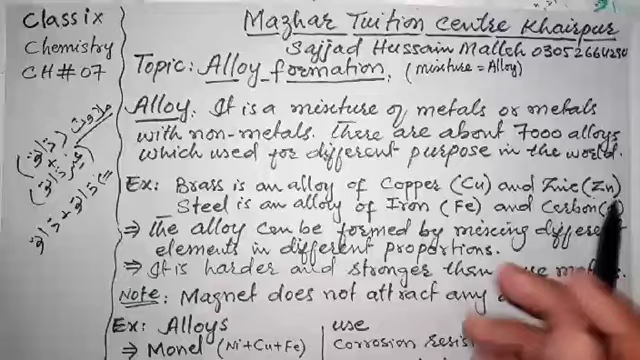 Class ix
Chemistry
CH # 07
Mazhar Tuition Centre Khairpur
Sajjad Hussain Malleh
Topic: Alloy formation. (mixture = Alloy)
Alloy. It is a mixture of metals or metals
with non-metals. There are about 7000 alloys
which used for different purpose in the world.
Ex: Brass is an alloy of Copper (Cu) and Zinc (Zn)
Steel is an alloy of Iron (Fe) and Carbon
⇒ The alloy can be formed by mixing different
elements in different proportions.
⇒ It is harder and stronger than
Note: Magnet does not attract any
Ex: Alloys
use
⇒ Monel (Ni+Cu+Fe)
Corrosion